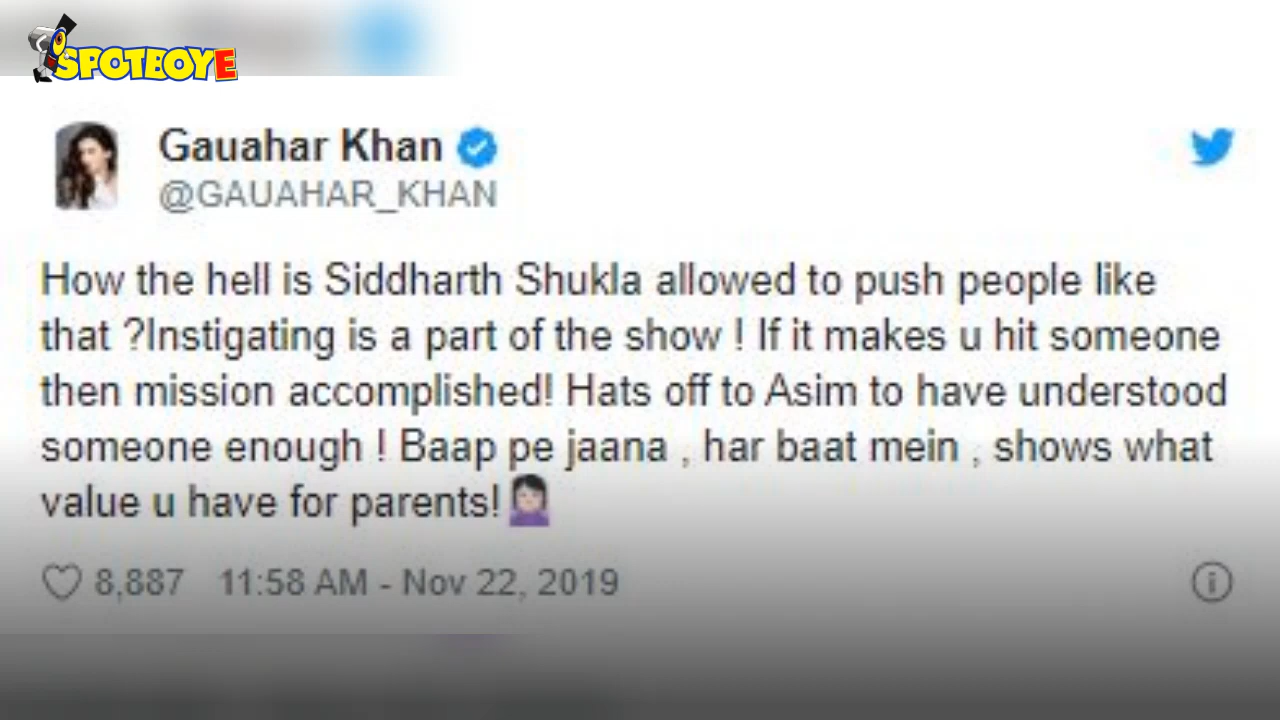 SPOTBOYE
Gauahar Khan
@GAUAHAR_KHAN
How the hell is Siddharth Shukla allowed to push people like
that ?Instigating is a part of the show ! If it makes u hit someone
then mission accomplished! Hats off to Asim to have understood
someone enough ! Baap pe jaana , har baat mein , shows what
value u have for parents!🤷🏻‍♀️
8,887 11:58 AM - Nov 22, 2019